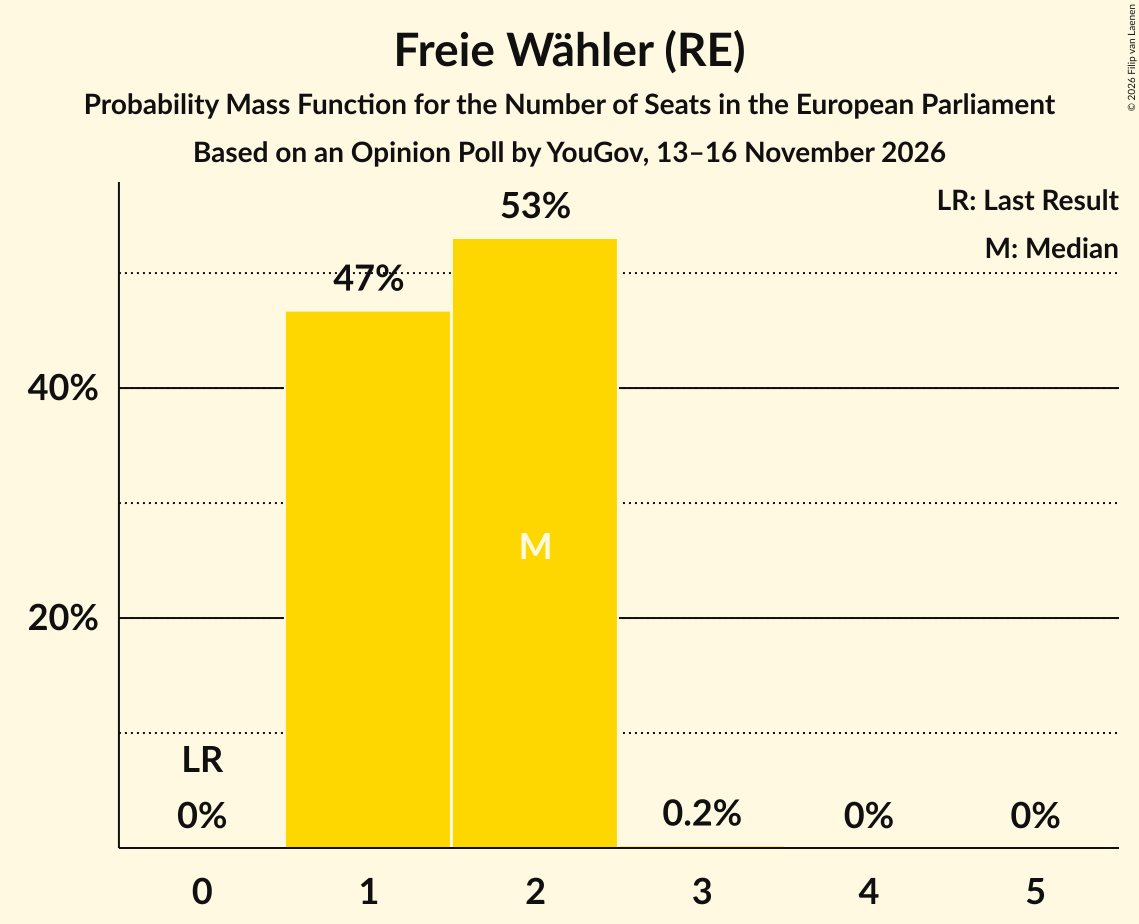 Freie Wähler (RE)
Probability Mass Function for the Number of Seats in the European Parliament
Based on an Opinion Poll by YouGov, 13–16 November 2026
© 2026 Filip van Laenen
LR: Last Result
M: Median
53%
47%
40%
20%
M
LR
0%
0.2%
0%
0%
0 1 2 3 4 5